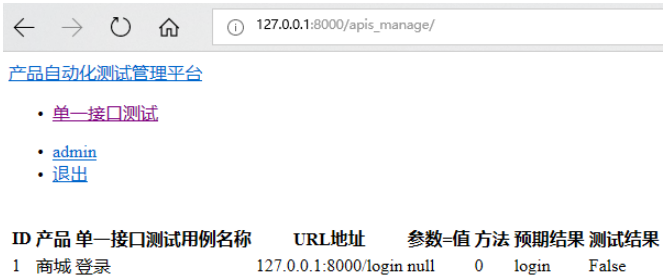 127.0.0.1:8000/apis_manage/
产品自动化测试管理平台
单一接口测试
admin
退出
ID 产品 单一接口测试用例名称 URL地址 参数=值 方法 预期结果 测试结果
1 商城 登录 127.0.0.1:8000/login null 0 login False